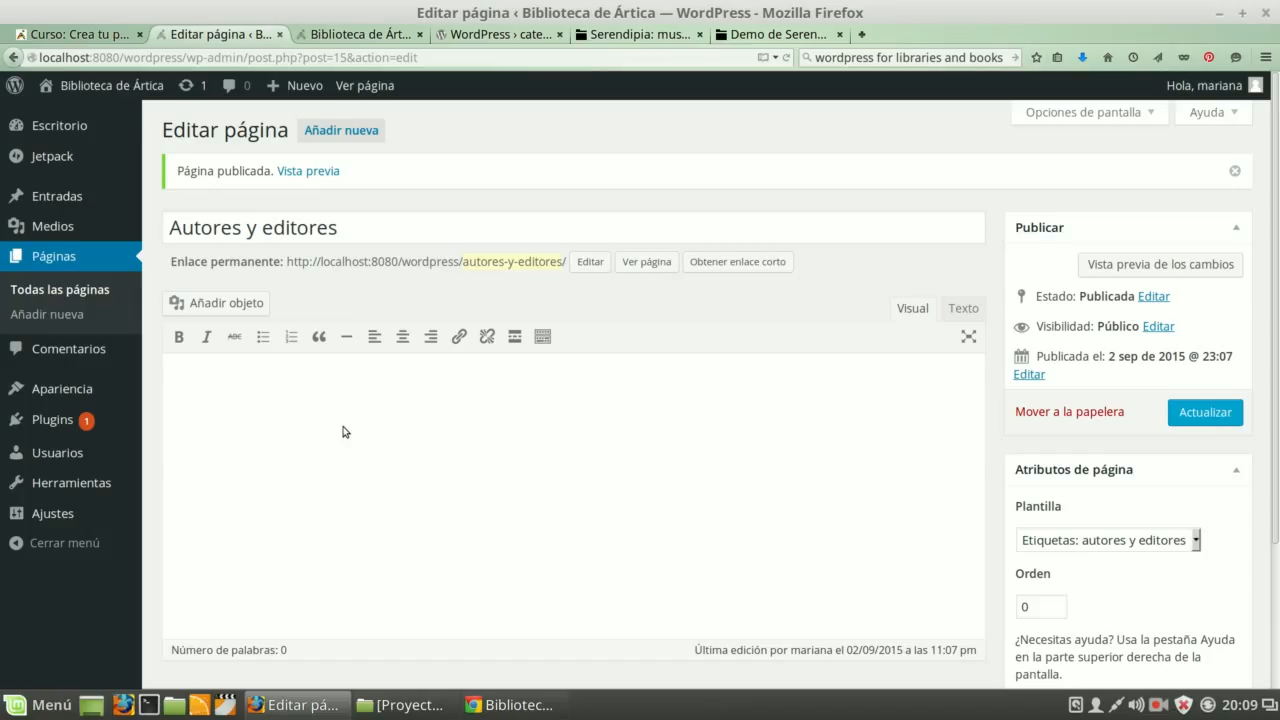 Editar página ‹ Biblioteca de Ártica — WordPress - Mozilla Firefox
Curso: Crea tu p...
Editar página ‹ B...
Biblioteca de Árt...
WordPress › cate...
Serendipia: mus...
Demo de Seren...
localhost:8080/wordpress/wp-admin/post.php?post=15&action=edit
wordpress for libraries and books
Biblioteca de Ártica
1
0
Nuevo
Ver página
Hola, mariana
Escritorio
Jetpack
Entradas
Medios
Páginas
Todas las páginas
Añadir nueva
Comentarios
Apariencia
Plugins 1
Usuarios
Herramientas
Ajustes
Cerrar menú
Opciones de pantalla
Ayuda
Editar página
Añadir nueva
Página publicada. Vista previa
Autores y editores
Enlace permanente: http://localhost:8080/wordpress/autores-y-editores/ Editar Ver página Obtener enlace corto
Añadir objeto
Visual
Texto
B I ABC
Número de palabras: 0
Última edición por mariana el 02/09/2015 a las 11:07 pm
Publicar
Vista previa de los cambios
Estado: Publicada Editar
Visibilidad: Público Editar
Publicada el: 2 sep de 2015 @ 23:07
Editar
Mover a la papelera
Actualizar
Atributos de página
Plantilla
Etiquetas: autores y editores
Orden
0
¿Necesitas ayuda? Usa la pestaña Ayuda
en la parte superior derecha de la
pantalla.
Menú
Editar pá...
[Proyect...
Bibliotec...
20:09